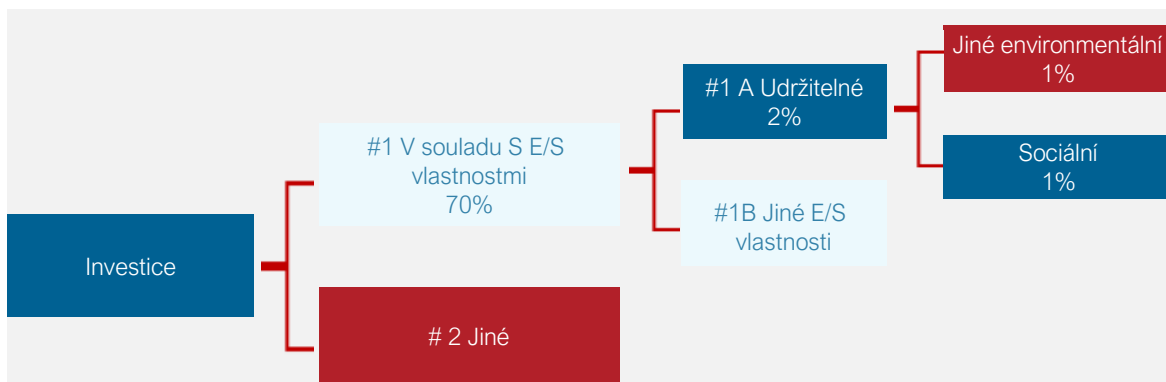 Jiné environmentální
1%
#1 A Udržitelné
2%
#1 V souladu S E/S
vlastnostmi
70%
Sociální
1%
#1B Jiné E/S
vlastnosti
Investice
# 2 Jiné